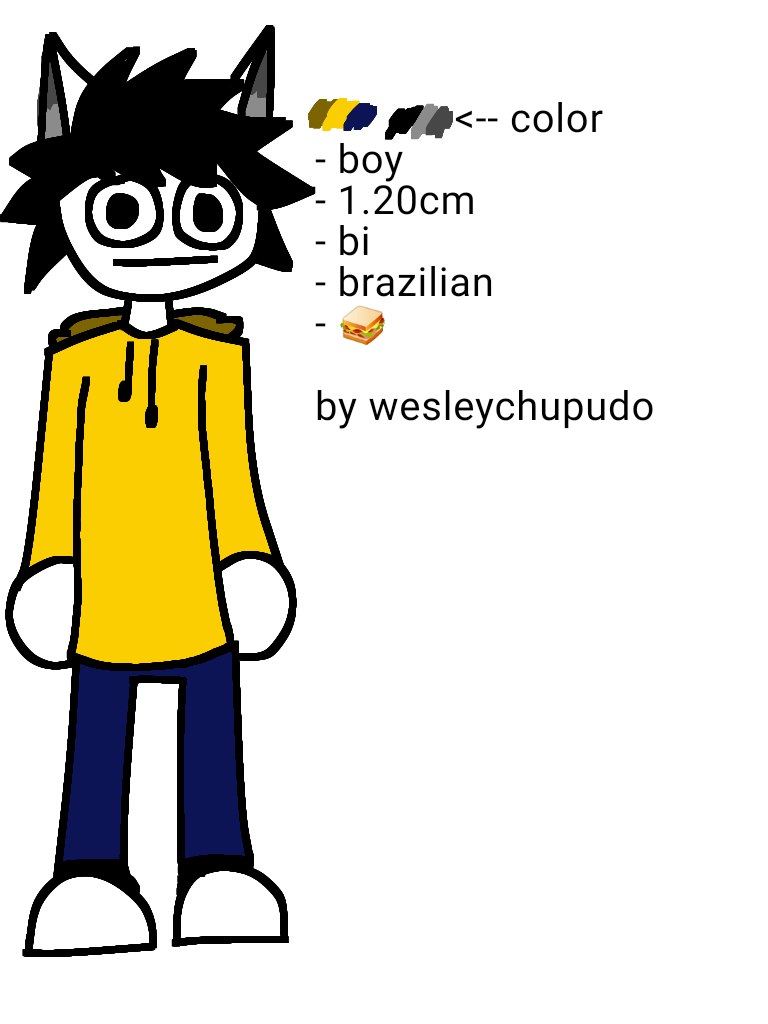 <-- color
- boy
- 1.20cm
- bi
- brazilian
- 🥪
by wesleychupudo